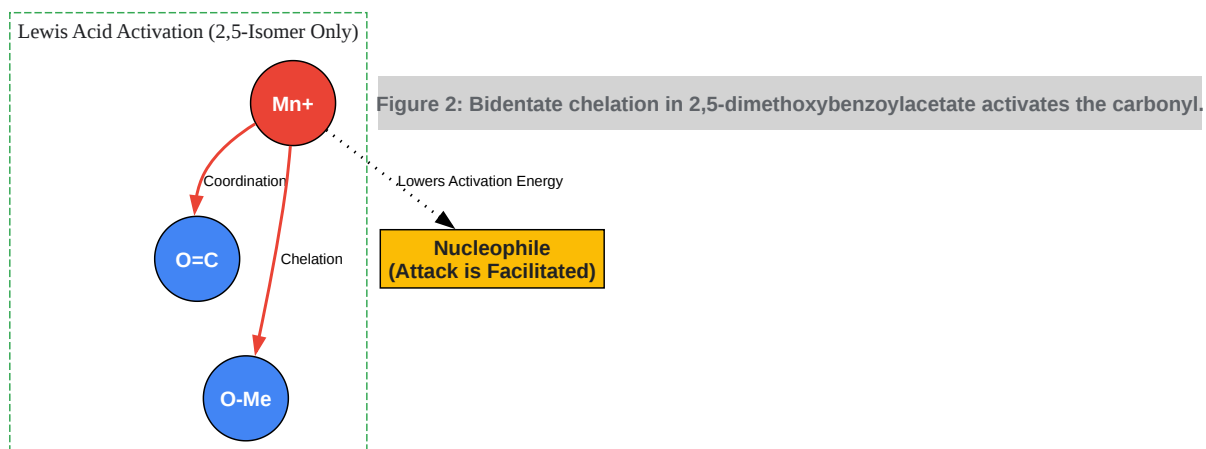 Lewis Acid Activation (2,5-Isomer Only)
Mn+
Figure 2: Bidentate chelation in 2,5-dimethoxybenzoylacetate activates the carbonyl.
Coordination
Lowers Activation Energy
O=C
Chelation
Nucleophile
(Attack is Facilitated)
O-Me